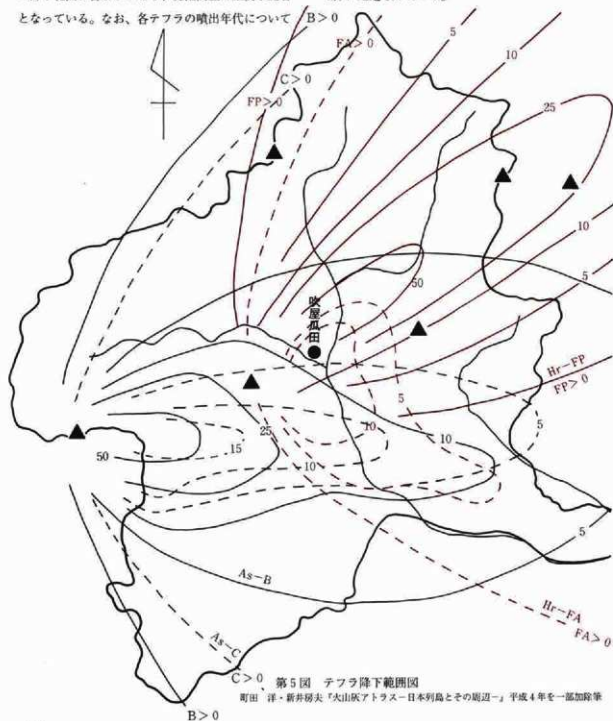 となっている。なお、各テフラの噴出年代について
B>0
FA>0
5
10
C>0
FP>0
25
10
5
50
吹屋瓜田
Hr-FP
FP>0
5
5
10
25
15
50
10
10
5
As-B
Hr-FA
FA>0
As-C
C>0
B>0
第5図 テフラ降下範囲図
町田 洋・新井房夫『火山灰アトラス-日本列島とその周辺-』平成4年を一部加除筆